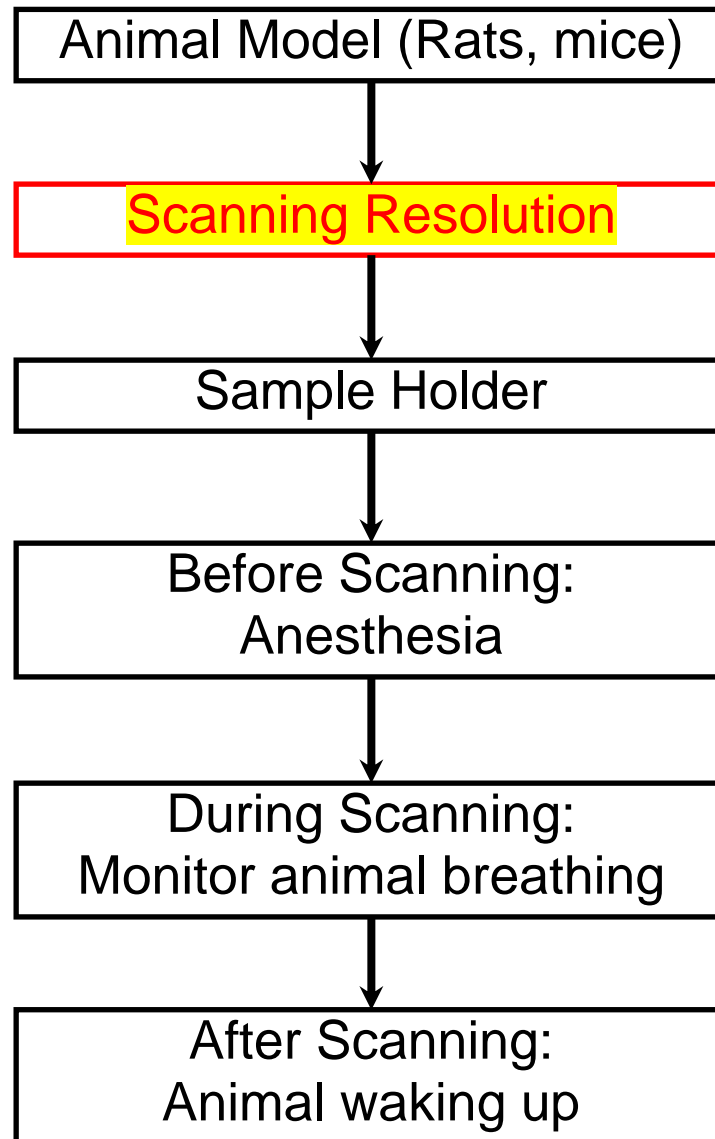 Animal Model (Rats, mice)
Scanning Resolution
Sample Holder
Before Scanning:
Anesthesia
During Scanning:
Monitor animal breathing
After Scanning:
Animal waking up